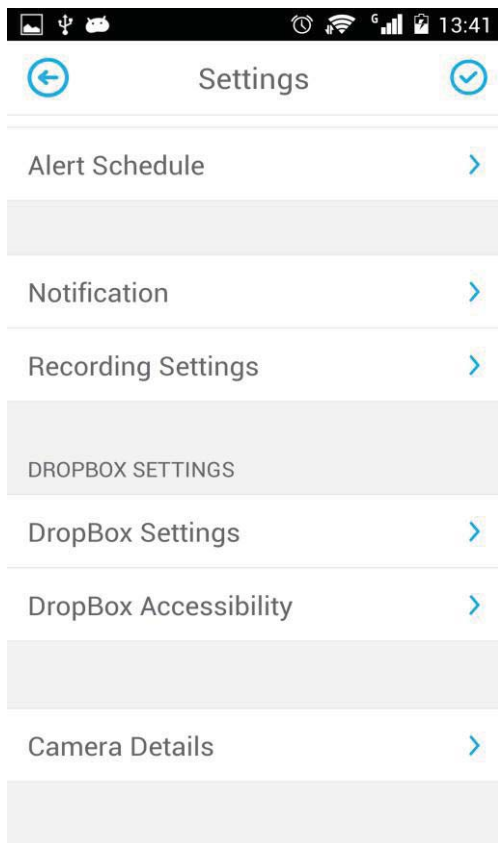 G 13:41
Settings
Alert Schedule
Notification
Recording Settings
DROPBOX SETTINGS
DropBox Settings
DropBox Accessibility
Camera Details